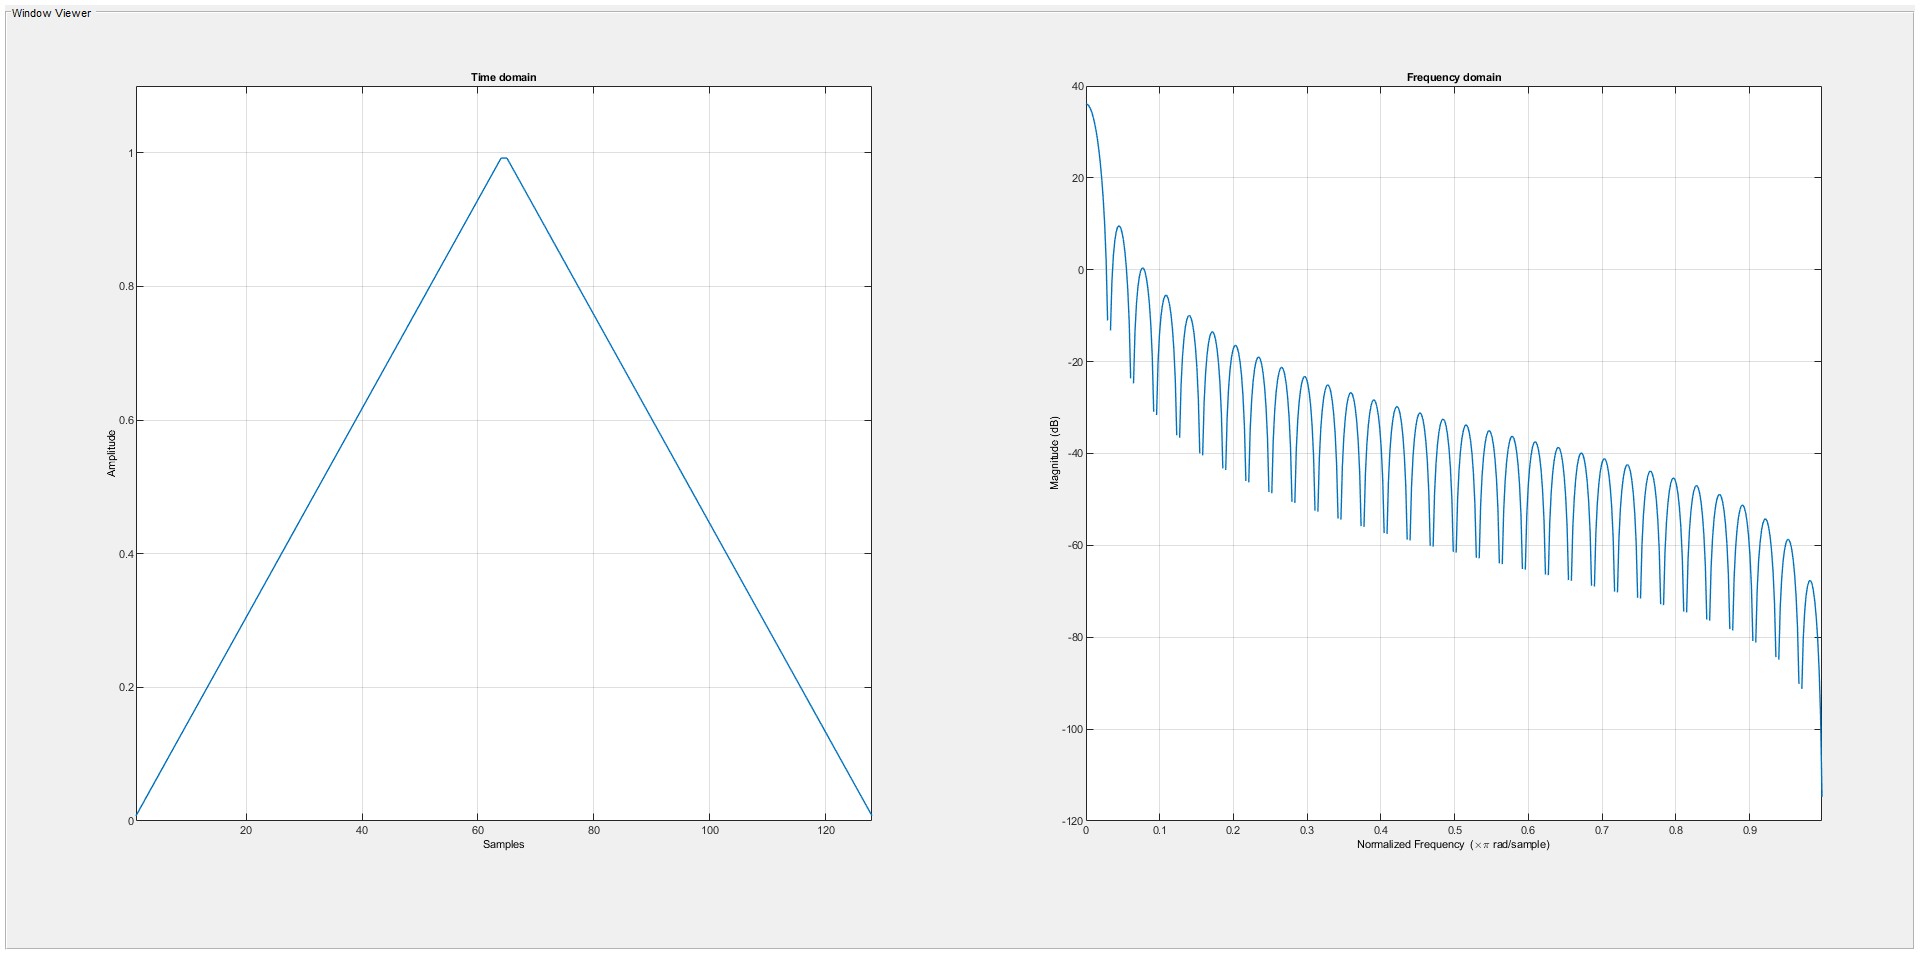 Window Viewer
Time domain
1
0.8
0.6
0.4
0.2
0
Amplitude
20 40 60 80 100 120
Samples
Frequency domain
40
20
0
-20
-40
-60
-80
-100
-120
Magnitude (dB)
0 0.1 0.2 0.3 0.4 0.5 0.6 0.7 0.8 0.9
Normalized Frequency (×π rad/sample)